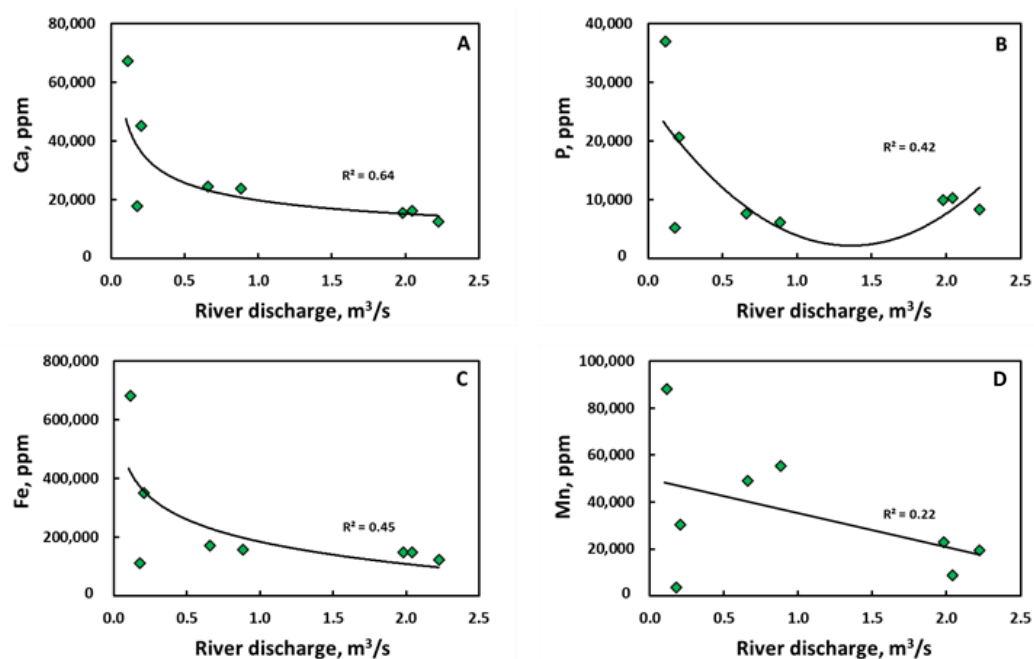 80,000
60,000
40,000
20,000
0
0.0 0.5 1.0 1.5 2.0 2.5
Ca, ppm
River discharge, m³/s
A
R² = 0.64
40,000
30,000
20,000
10,000
0
0.0 0.5 1.0 1.5 2.0 2.5
P, ppm
River discharge, m³/s
B
R² = 0.42
800,000
600,000
400,000
200,000
0
0.0 0.5 1.0 1.5 2.0 2.5
Fe, ppm
River discharge, m³/s
C
R² = 0.45
100,000
80,000
60,000
40,000
20,000
0
0.0 0.5 1.0 1.5 2.0 2.5
Mn, ppm
River discharge, m³/s
D
R² = 0.22